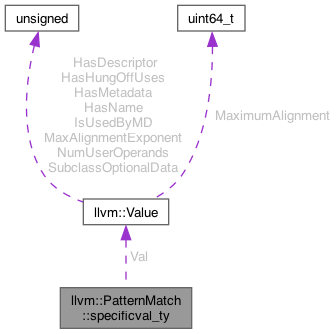 unsigned
uint64_t
HasDescriptor
HasHungOffUses
HasMetadata
HasName
IsUsedByMD
MaxAlignmentExponent
NumUserOperands
SubclassOptionalData
MaximumAlignment
llvm::Value
Val
llvm::PatternMatch
::specificval_ty